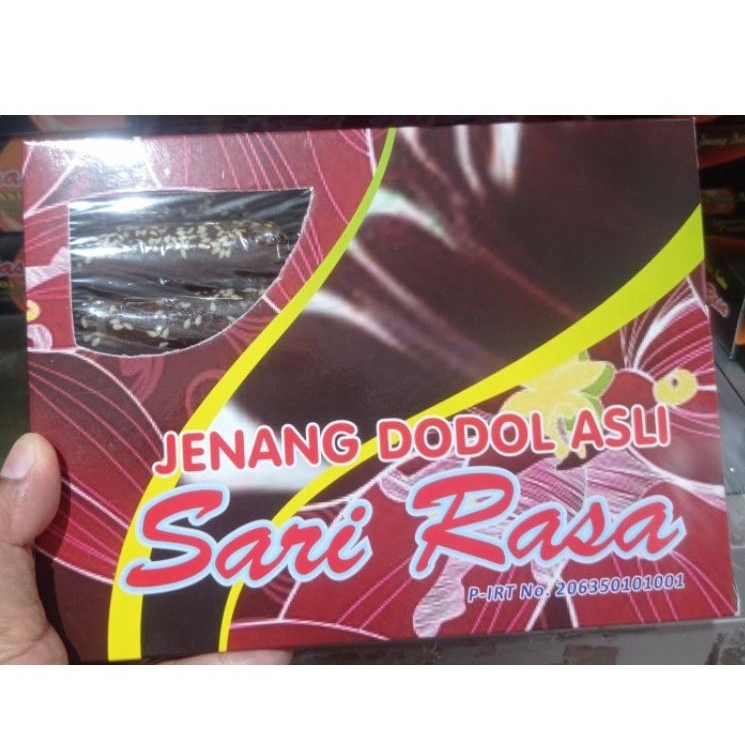 JENANG DODOL ASLI
Sari Rasa
P-IRT No. 206350101001